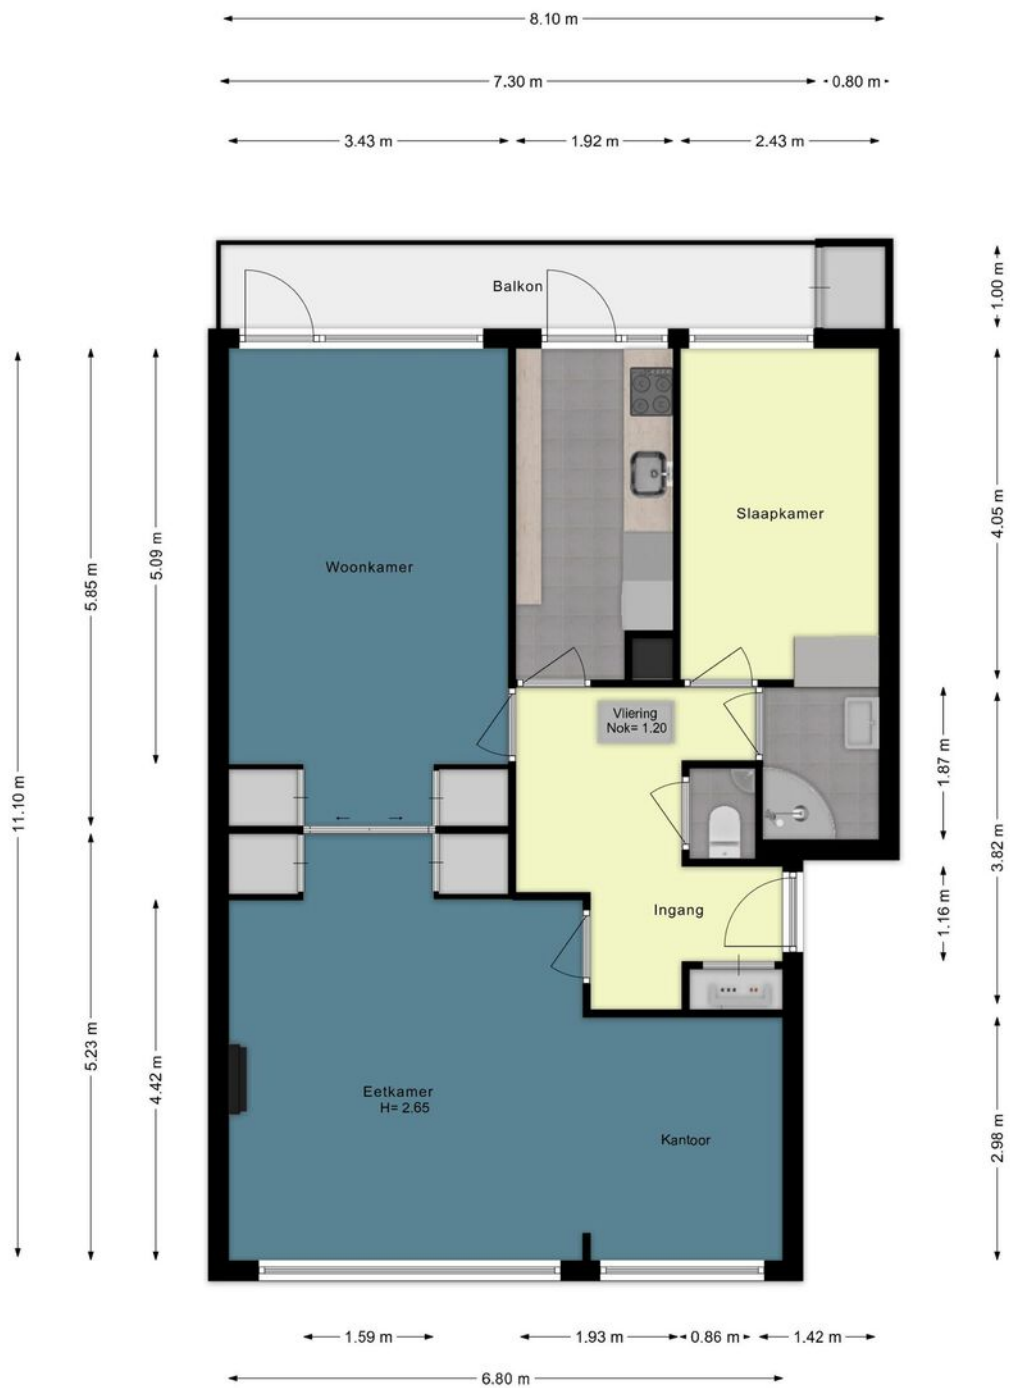 8.10 m
7.30 m
0.80 m
3.43 m
1.92 m
2.43 m
Balkon
1.00 m
11.10 m
5.85 m
5.09 m
4.05 m
Slaapkamer
Woonkamer
Vliering
Nok= 1.20
1.87 m
3.82 m
1.16 m
Ingang
5.23 m
4.42 m
2.98 m
Eetkamer
H= 2.65
Kantoor
1.59 m
1.93 m
0.86 m
1.42 m
6.80 m